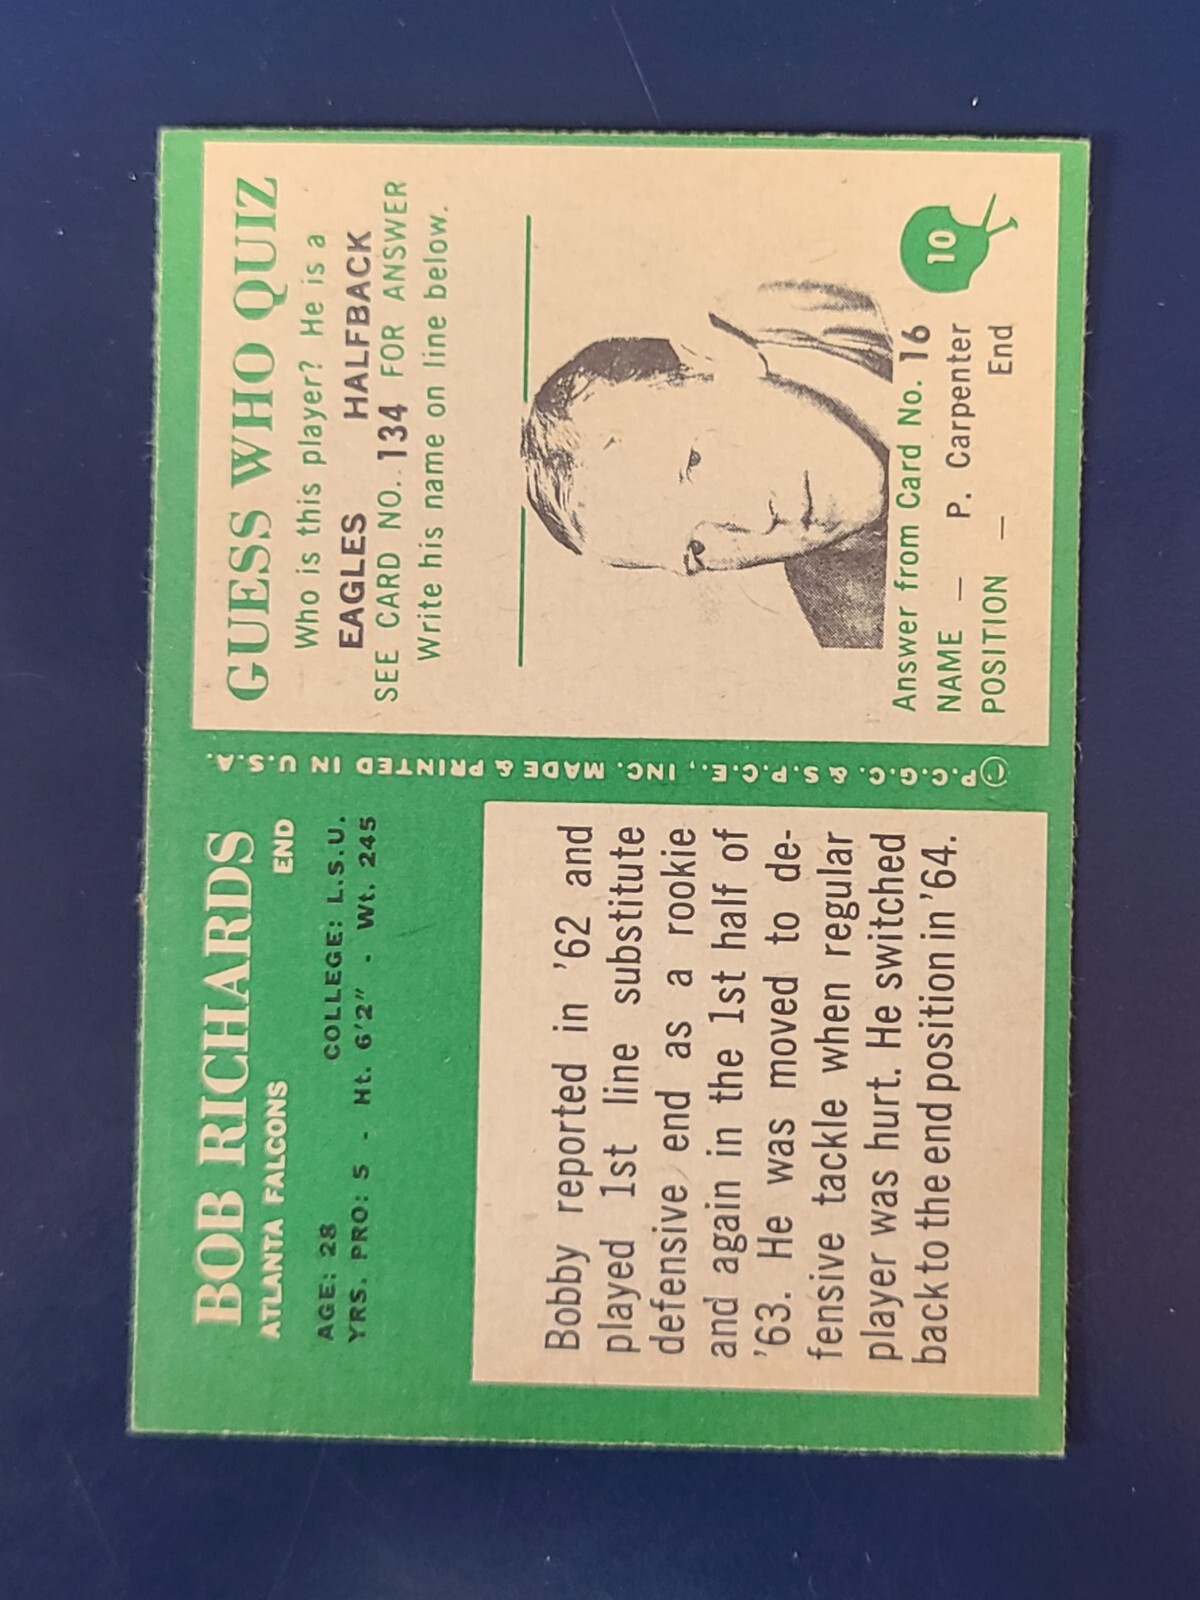 BOB RICHARDS
ATLANTA FALCONS END
AGE: 28 COLLEGE: L.S.U.
YRS. PRO: 5 - Ht. 6'2" - Wt. 245
Bobby reported in '62 and
played 1st line substitute
defensive end as a rookie
and again in the 1st half of
'63. He was moved to de-
fensive tackle when regular
player was hurt. He switched
back to the end position in '64.
Ⓒ P.C.G.C. & S.P.C.E., INC. MADE & PRINTED IN U.S.A.
GUESS WHO QUIZ
Who is this player? He is a
EAGLES HALFBACK
SEE CARD NO. 134 FOR ANSWER
Write his name on line below.
Answer from Card No. 16
NAME — P. Carpenter
POSITION — End
10